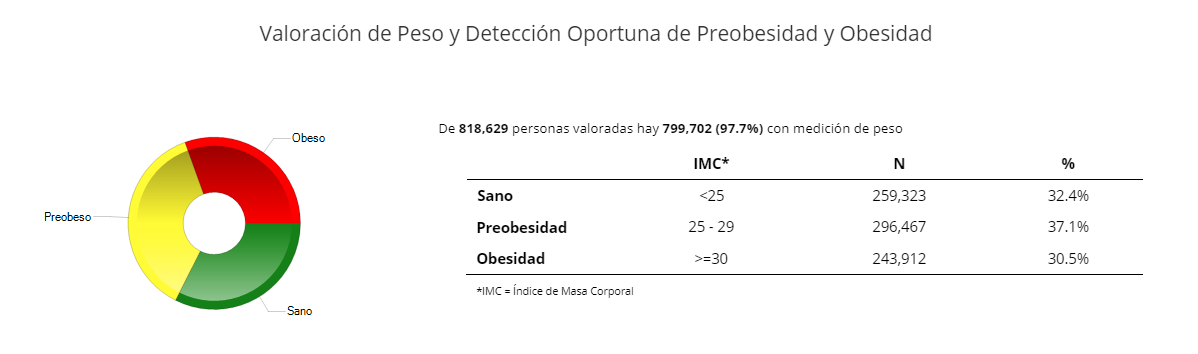 Valoración de Peso y Detección Oportuna de Preobesidad y Obesidad
Obeso
Preobeso
Sano
De 818,629 personas valoradas hay 799,702 (97.7%) con medición de peso
IMC* N %
Sano <25 259,323 32.4%
Preobesidad 25 - 29 296,467 37.1%
Obesidad >=30 243,912 30.5%
*IMC = Índice de Masa Corporal